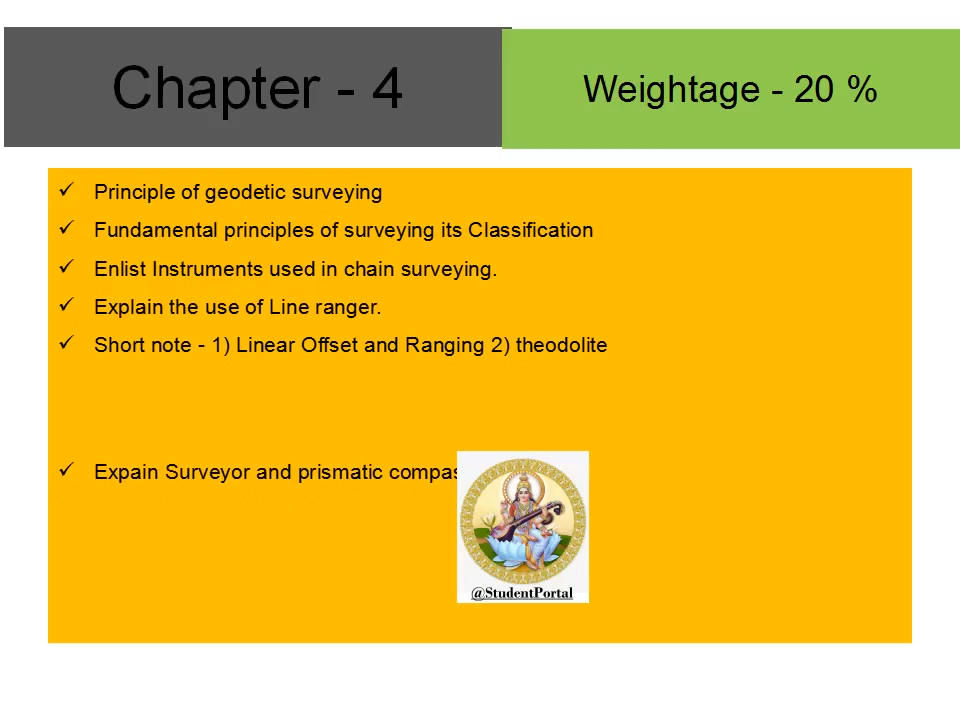 Chapter - 4
Weightage - 20 %
✓ Principle of geodetic surveying
✓ Fundamental principles of surveying its Classification
✓ Enlist Instruments used in chain surveying.
✓ Explain the use of Line ranger.
✓ Short note - 1) Linear Offset and Ranging 2) theodolite
✓ Expain Surveyor and prismatic
@StudentPortal